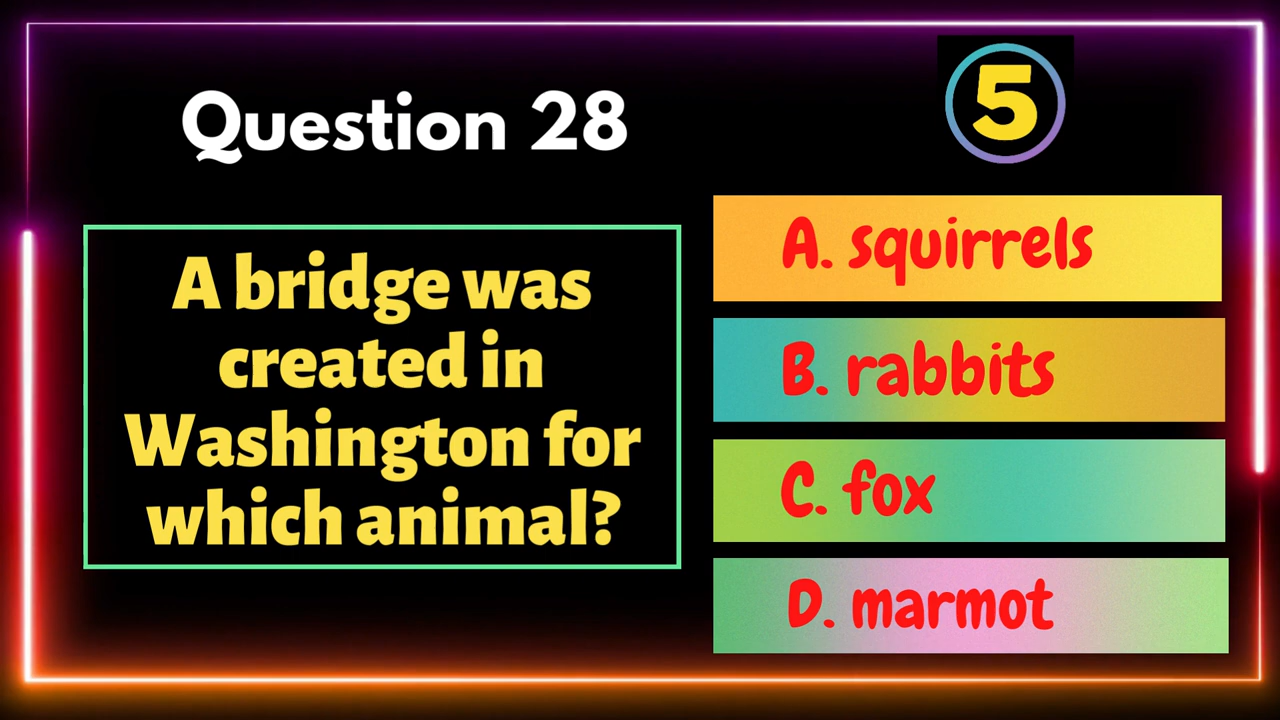 Question 28
5
A bridge was
created in
Washington for
which animal?
A. squirrels
B. rabbits
C. fox
D. marmot